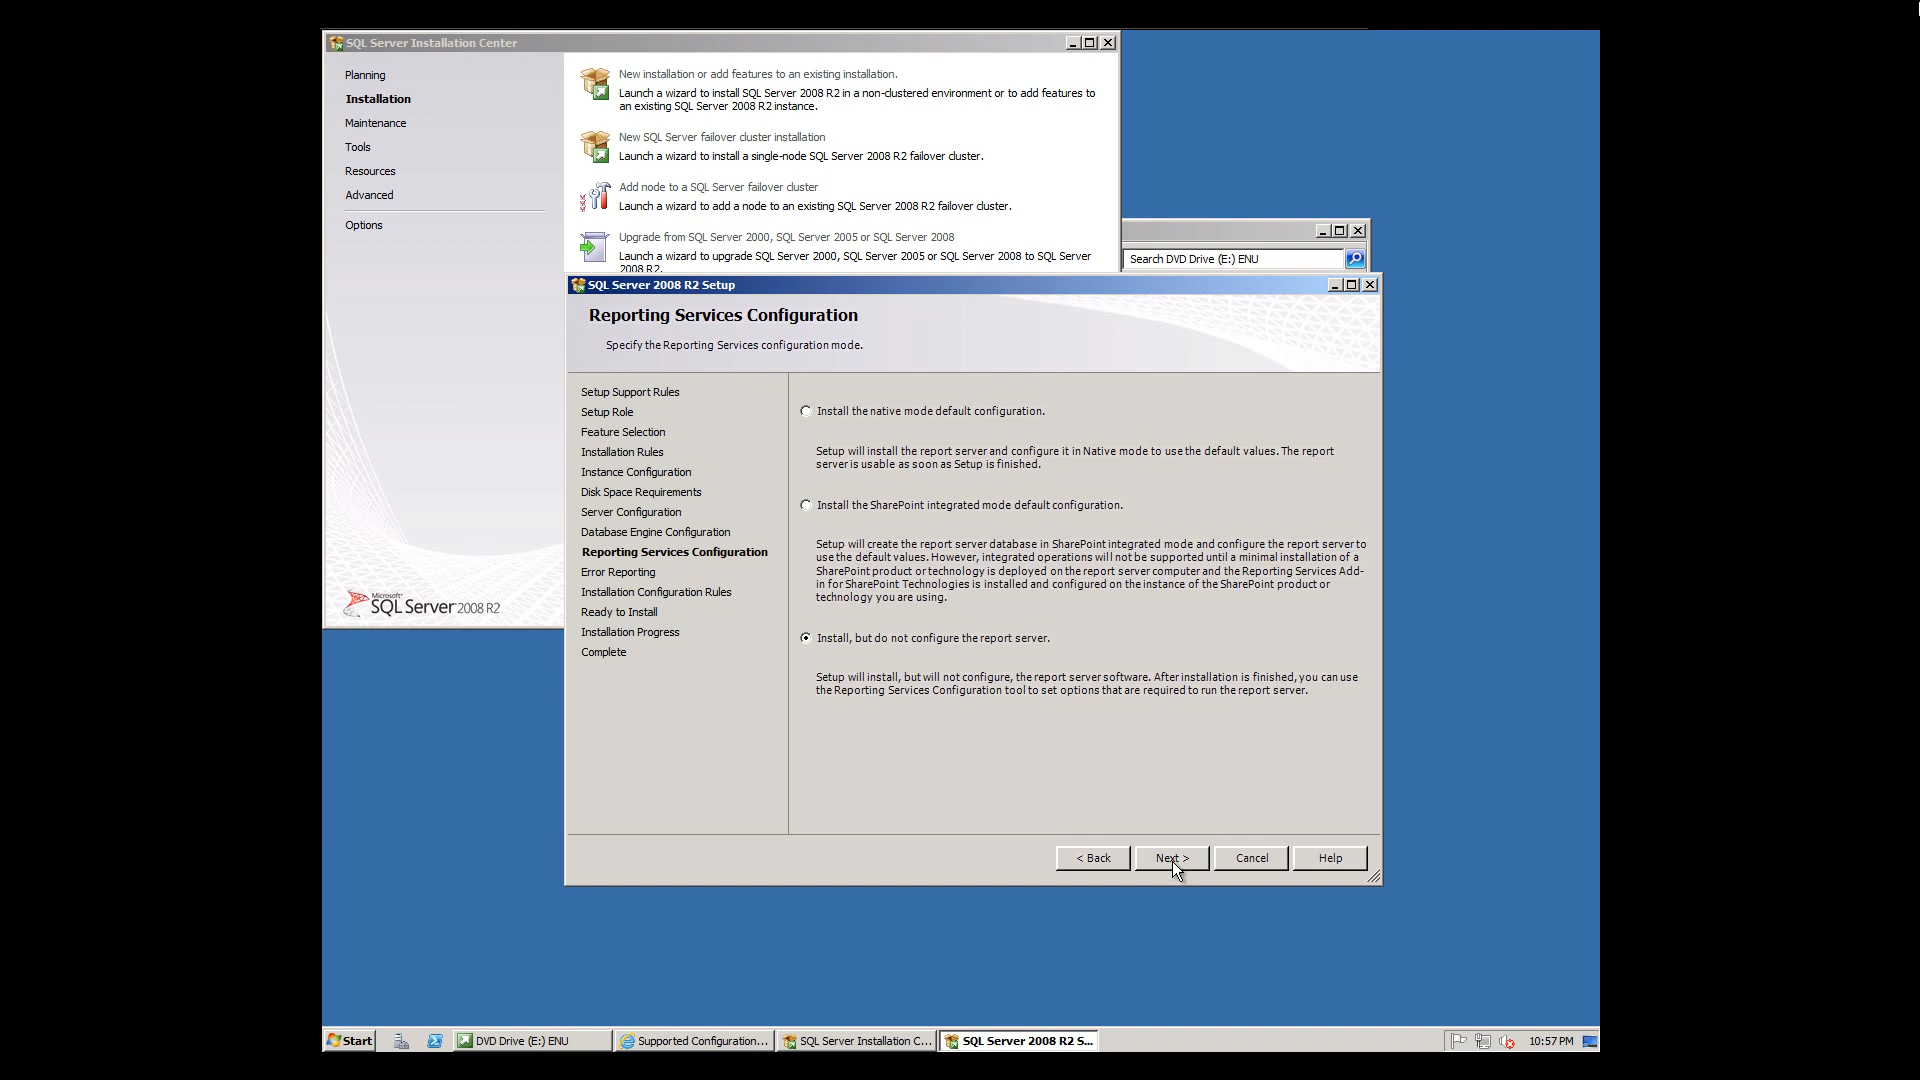 SQL Server Installation Center
Planning
Installation
Maintenance
Tools
Resources
Advanced
Options
Microsoft®
SQL Server 2008 R2
New installation or add features to an existing installation.
Launch a wizard to install SQL Server 2008 R2 in a non-clustered environment or to add features to
an existing SQL Server 2008 R2 instance.
New SQL Server failover cluster installation
Launch a wizard to install a single-node SQL Server 2008 R2 failover cluster.
Add node to a SQL Server failover cluster
Launch a wizard to add a node to an existing SQL Server 2008 R2 failover cluster.
Upgrade from SQL Server 2000, SQL Server 2005 or SQL Server 2008
Launch a wizard to upgrade SQL Server 2000, SQL Server 2005 or SQL Server 2008 to SQL Server
2008 R2.
Search DVD Drive (E:) ENU
SQL Server 2008 R2 Setup
Reporting Services Configuration
Specify the Reporting Services configuration mode.
Setup Support Rules
Setup Role
Feature Selection
Installation Rules
Instance Configuration
Disk Space Requirements
Server Configuration
Database Engine Configuration
Reporting Services Configuration
Error Reporting
Installation Configuration Rules
Ready to Install
Installation Progress
Complete
Install the native mode default configuration.
Setup will install the report server and configure it in Native mode to use the default values. The report
server is usable as soon as Setup is finished.
Install the SharePoint integrated mode default configuration.
Setup will create the report server database in SharePoint integrated mode and configure the report server to
use the default values. However, integrated operations will not be supported until a minimal installation of a
SharePoint product or technology is deployed on the report server computer and the Reporting Services Add-
in for SharePoint Technologies is installed and configured on the instance of the SharePoint product or
technology you are using.
Install, but do not configure the report server.
Setup will install, but will not configure, the report server software. After installation is finished, you can use
the Reporting Services Configuration tool to set options that are required to run the report server.
< Back
Next >
Cancel
Help
Start
DVD Drive (E:) ENU
Supported Configuration...
SQL Server Installation C...
SQL Server 2008 R2 S...
10:57 PM